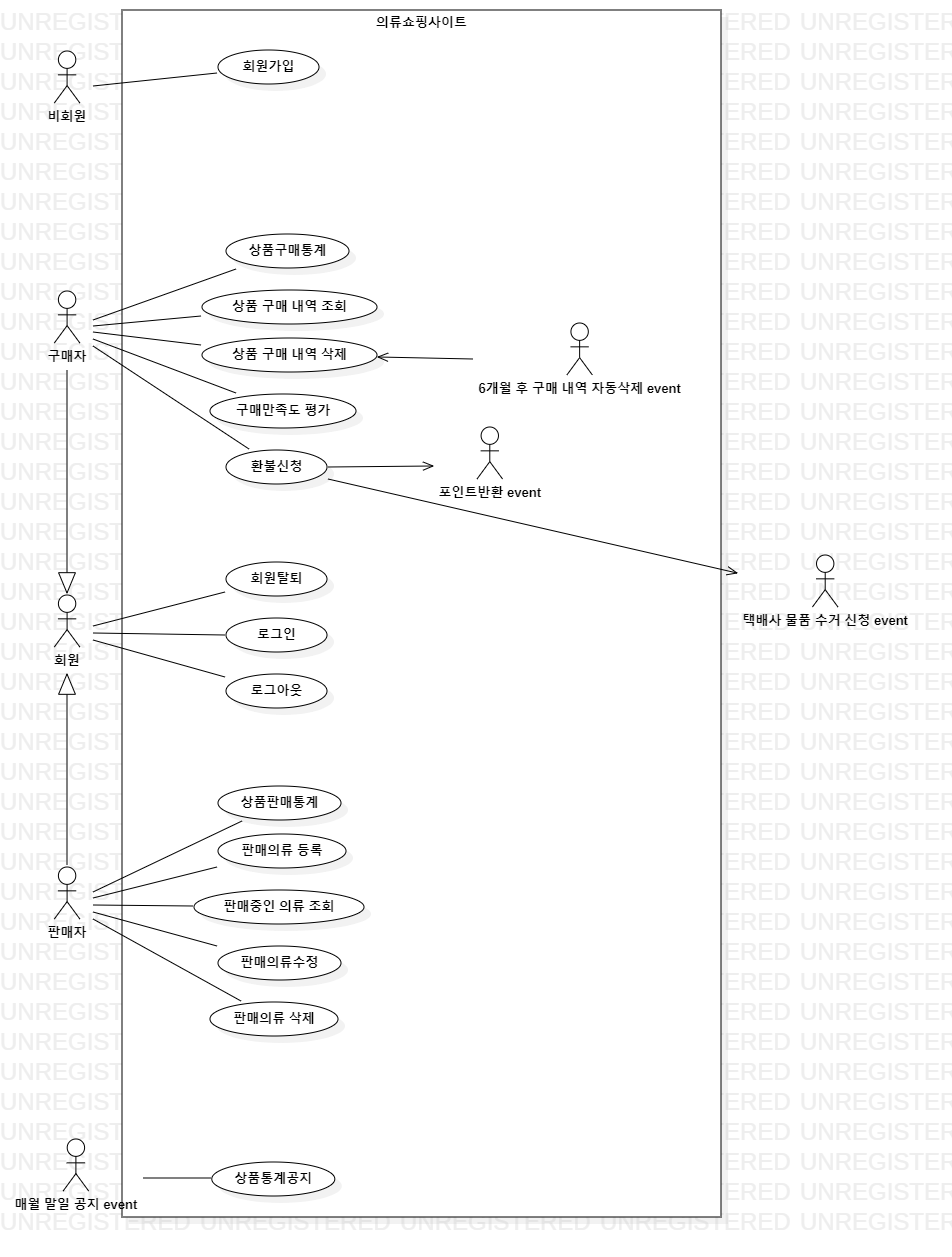 의류쇼핑사이트
비회원
회원가입
상품구매통계
상품 구매 내역 조회
구매자
상품 구매 내역 삭제
6개월 후 구매 내역 자동삭제 event
구매만족도 평가
환불신청
포인트반환 event
회원탈퇴
택배사 물품 수거 신청 event
로그인
회원
로그아웃
상품판매통계
판매의류 등록
판매중인 의류 조회
판매자
판매의류수정
판매의류 삭제
상품통계공지
매월 말일 공지 event
UNREGISTERED